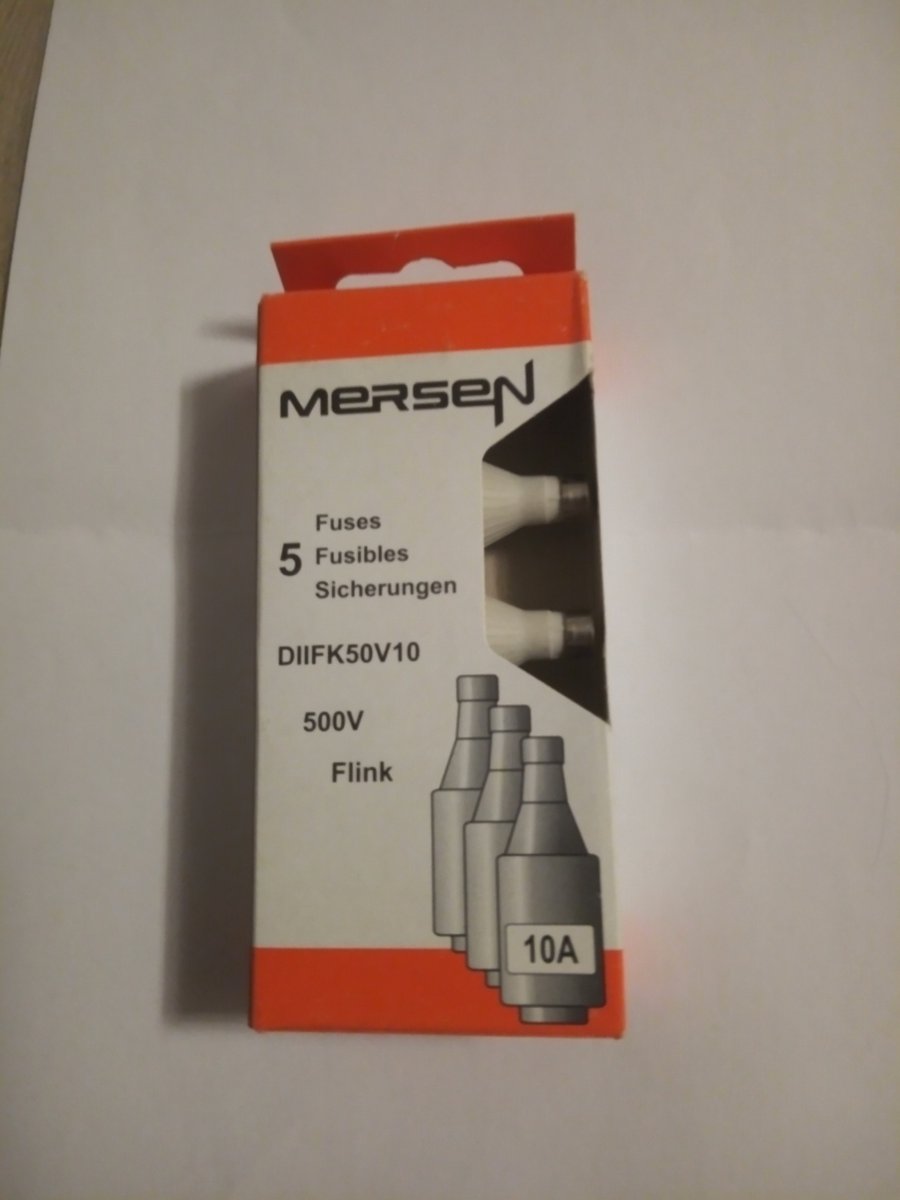 MERSEN
Fuses
5 Fusibles
Sicherungen
DIIFK50V10
500V
Flink
10A